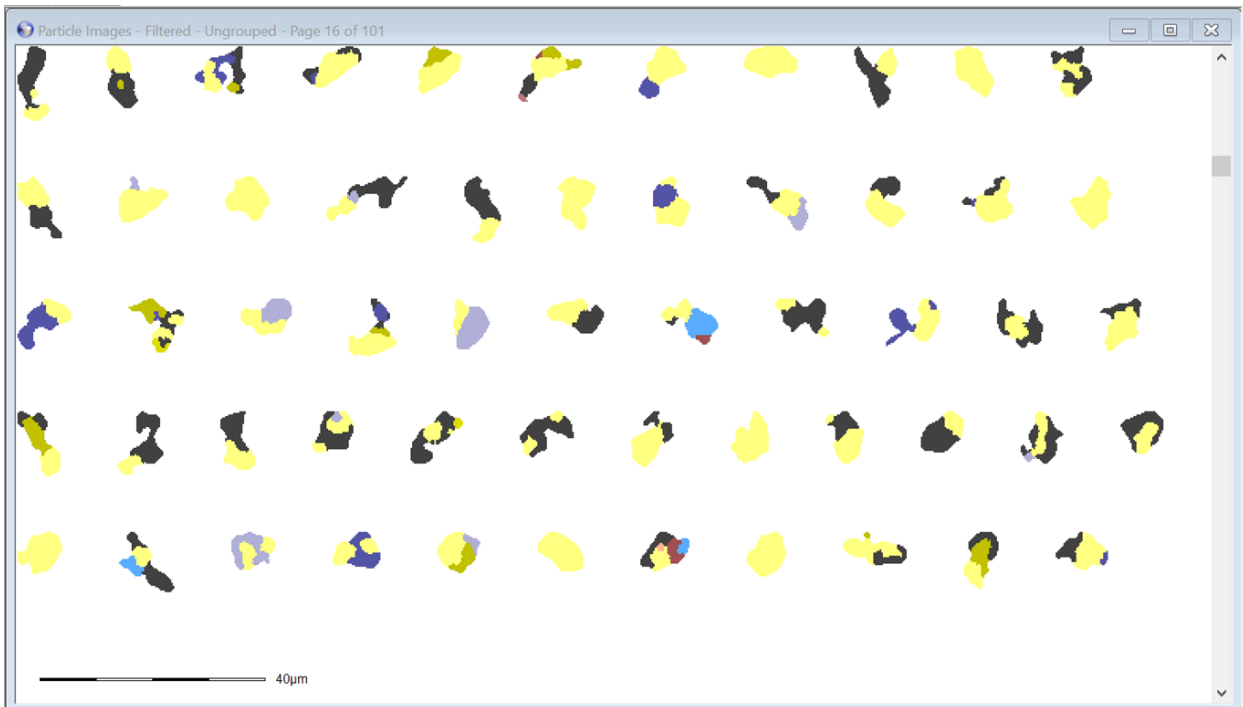 Particle Images - Filtered - Ungrouped - Page 16 of 101
40µm